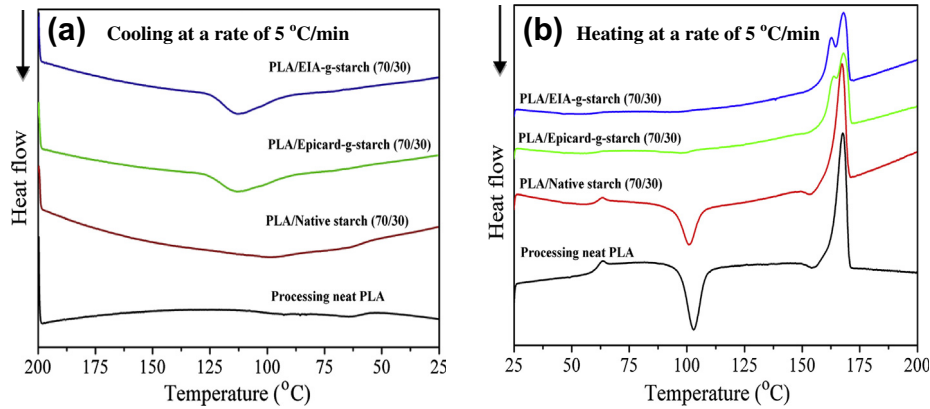 (a) Cooling at a rate of 5 °C/min
PLA/EIA-g-starch (70/30)
PLA/Epicard-g-starch (70/30)
PLA/Native starch (70/30)
Processing neat PLA
Heat flow
200 175 150 125 100 75 50 25
Temperature (°C)
(b) Heating at a rate of 5 °C/min
PLA/EIA-g-starch (70/30)
PLA/Epicard-g-starch (70/30)
PLA/Native starch (70/30)
Processing neat PLA
Heat flow
25 50 75 100 125 150 175 200
Temperature (°C)